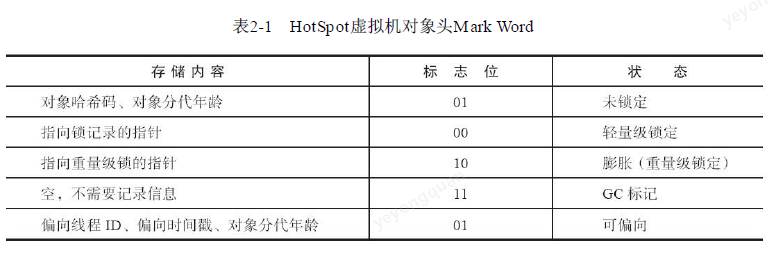 表2-1 HotSpot虚拟机对象头Mark Word
存储内容 标志位 状态
对象哈希码、对象分代年龄 01 未锁定
指向锁记录的指针 00 轻量级锁定
指向重量级锁的指针 10 膨胀（重量级锁定）
空，不需要记录信息 11 GC 标记
偏向线程 ID、偏向时间戳、对象分代年龄 01 可偏向